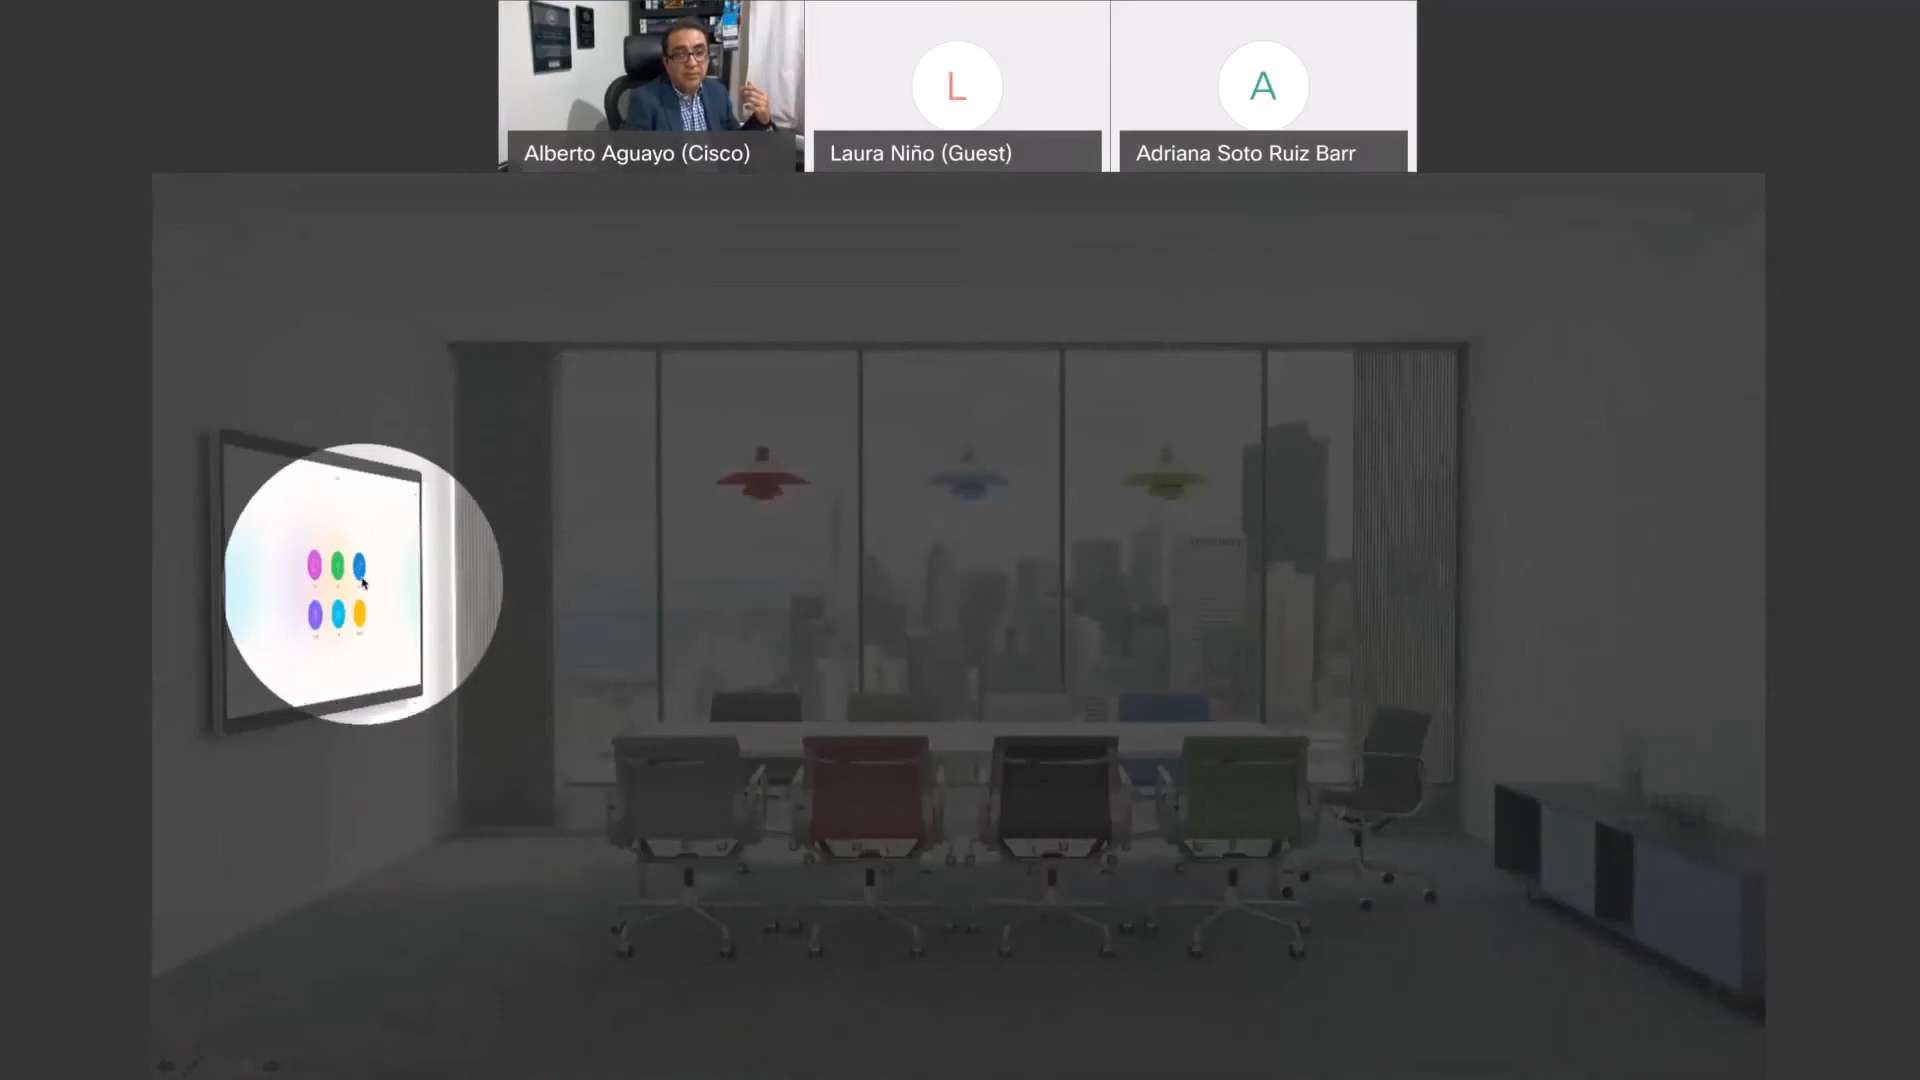 Alberto Aguayo (Cisco)
L
Laura Niño (Guest)
A
Adriana Soto Ruiz Barr